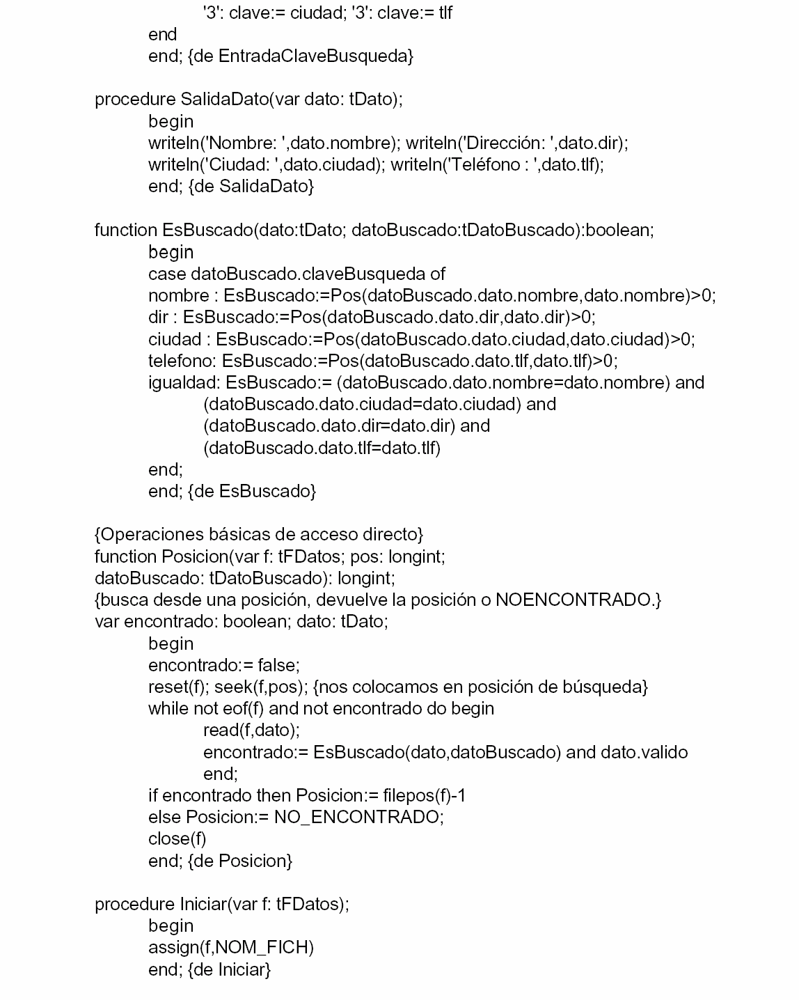 '3': clave:= ciudad; '3': clave:= tlf
end
end; {de EntradaClaveBusqueda}
procedure SalidaDato(var dato: tDato);
begin
writeln('Nombre: ',dato.nombre); writeln('Dirección: ',dato.dir);
writeln('Ciudad: ',dato.ciudad); writeln('Teléfono : ',dato.tlf);
end; {de SalidaDato}
function EsBuscado(dato:tDato; datoBuscado:tDatoBuscado):boolean;
begin
case datoBuscado.claveBusqueda of
nombre : EsBuscado:=Pos(datoBuscado.dato.nombre,dato.nombre)>0;
dir : EsBuscado:=Pos(datoBuscado.dato.dir,dato.dir)>0;
ciudad : EsBuscado:=Pos(datoBuscado.dato.ciudad,dato.ciudad)>0;
telefono: EsBuscado:=Pos(datoBuscado.dato.tlf,dato.tlf)>0;
igualdad: EsBuscado:= (datoBuscado.dato.nombre=dato.nombre) and
(datoBuscado.dato.ciudad=dato.ciudad) and
(datoBuscado.dato.dir=dato.dir) and
(datoBuscado.dato.tlf=dato.tlf)
end;
end; {de EsBuscado}
{Operaciones básicas de acceso directo}
function Posicion(var f: tFDatos; pos: longint;
datoBuscado: tDatoBuscado): longint;
{busca desde una posición, devuelve la posición o NOENCONTRADO.}
var encontrado: boolean; dato: tDato;
begin
encontrado:= false;
reset(f); seek(f,pos); {nos colocamos en posición de búsqueda}
while not eof(f) and not encontrado do begin
read(f,dato);
encontrado:= EsBuscado(dato,datoBuscado) and dato.valido
end;
if encontrado then Posicion:= filepos(f)-1
else Posicion:= NO_ENCONTRADO;
close(f)
end; {de Posicion}
procedure Iniciar(var f: tFDatos);
begin
assign(f,NOM_FICH)
end; {de Iniciar}